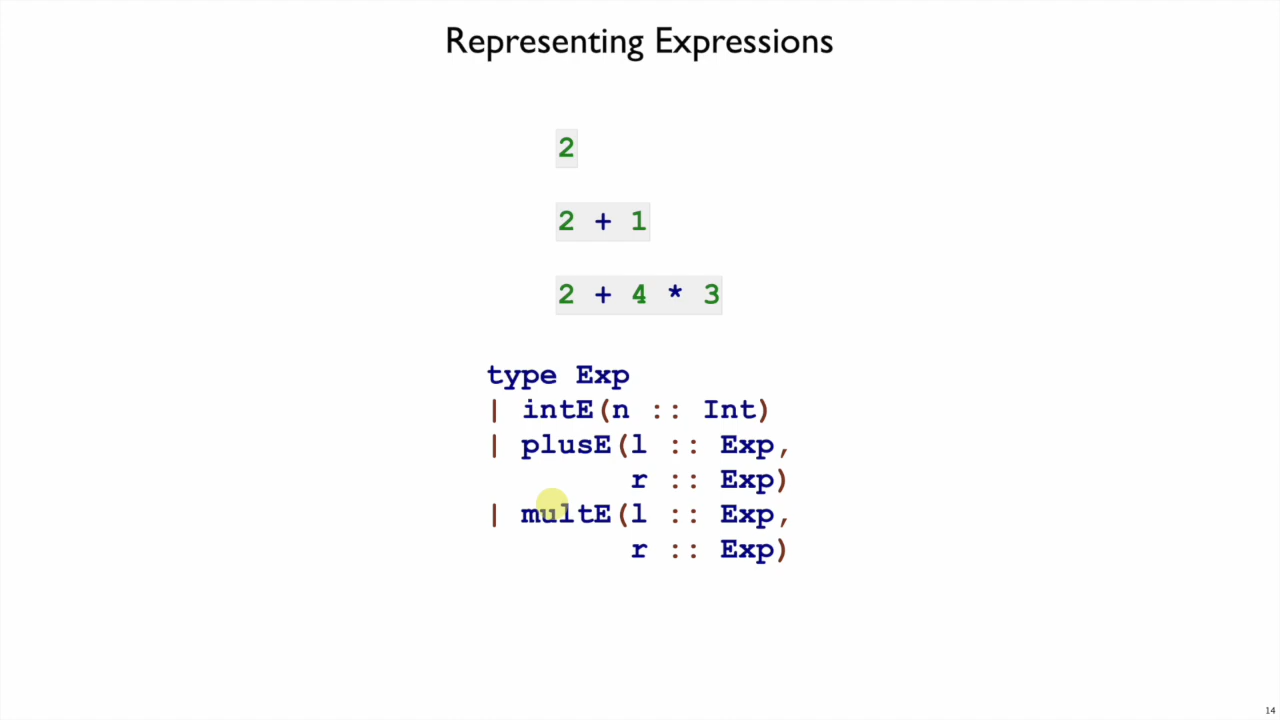 Representing Expressions
2
2 + 1
2 + 4 * 3
type Exp
| intE(n :: Int)
| plusE(l :: Exp,
r :: Exp)
| multE(l :: Exp,
r :: Exp)
14